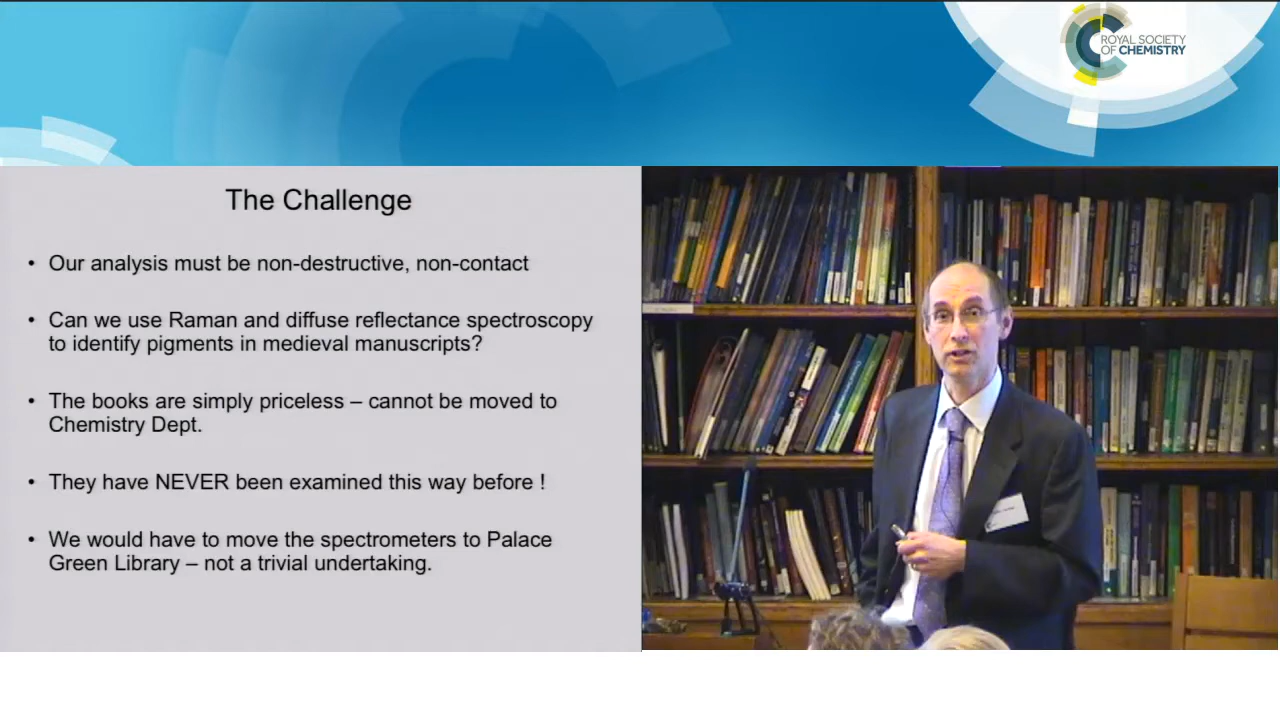 ROYAL SOCIETY
OF CHEMISTRY
The Challenge
• Our analysis must be non-destructive, non-contact
• Can we use Raman and diffuse reflectance spectroscopy
to identify pigments in medieval manuscripts?
• The books are simply priceless – cannot be moved to
Chemistry Dept.
• They have NEVER been examined this way before !
• We would have to move the spectrometers to Palace
Green Library – not a trivial undertaking.